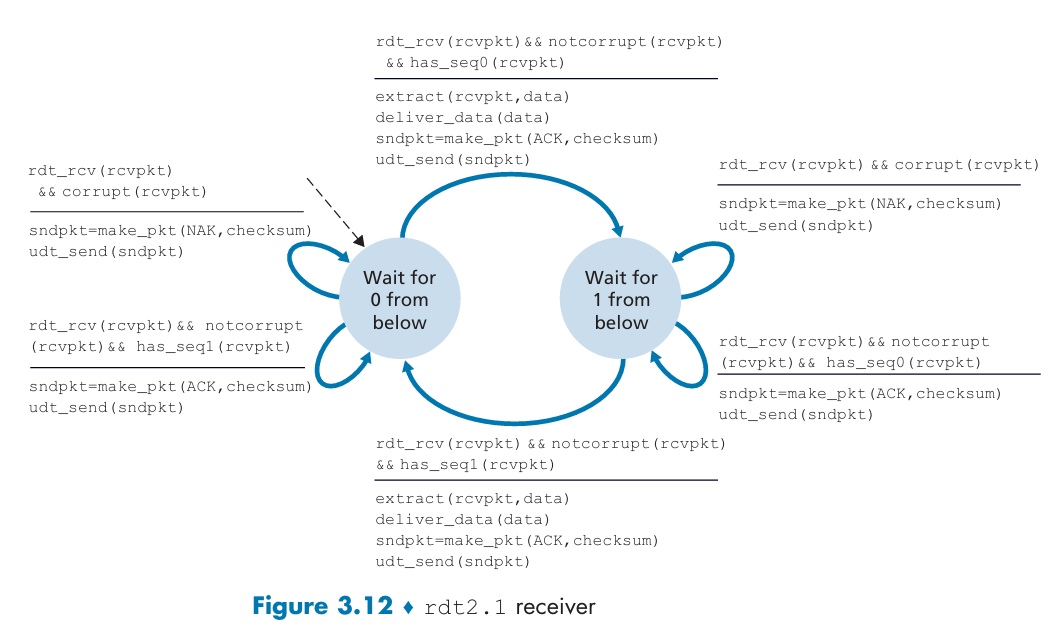 rdt_rcv(rcvpkt)&& notcorrupt(rcvpkt)
&& has_seq0(rcvpkt)
extract(rcvpkt,data)
deliver_data(data)
sndpkt=make_pkt(ACK,checksum)
udt_send(sndpkt)
rdt_rcv(rcvpkt)
&& corrupt(rcvpkt)
sndpkt=make_pkt(NAK,checksum)
udt_send(sndpkt)
rdt_rcv(rcvpkt) && corrupt(rcvpkt)
sndpkt=make_pkt(NAK,checksum)
udt_send(sndpkt)
Wait for
0 from
below
Wait for
1 from
below
rdt_rcv(rcvpkt)&& notcorrupt
(rcvpkt)&& has_seq1(rcvpkt)
sndpkt=make_pkt(ACK,checksum)
udt_send(sndpkt)
rdt_rcv(rcvpkt)&& notcorrupt
(rcvpkt)&& has_seq0(rcvpkt)
sndpkt=make_pkt(ACK,checksum)
udt_send(sndpkt)
rdt_rcv(rcvpkt) && notcorrupt(rcvpkt)
&& has_seq1(rcvpkt)
extract(rcvpkt,data)
deliver_data(data)
sndpkt=make_pkt(ACK,checksum)
udt_send(sndpkt)
Figure 3.12 ♦ rdt2.1 receiver